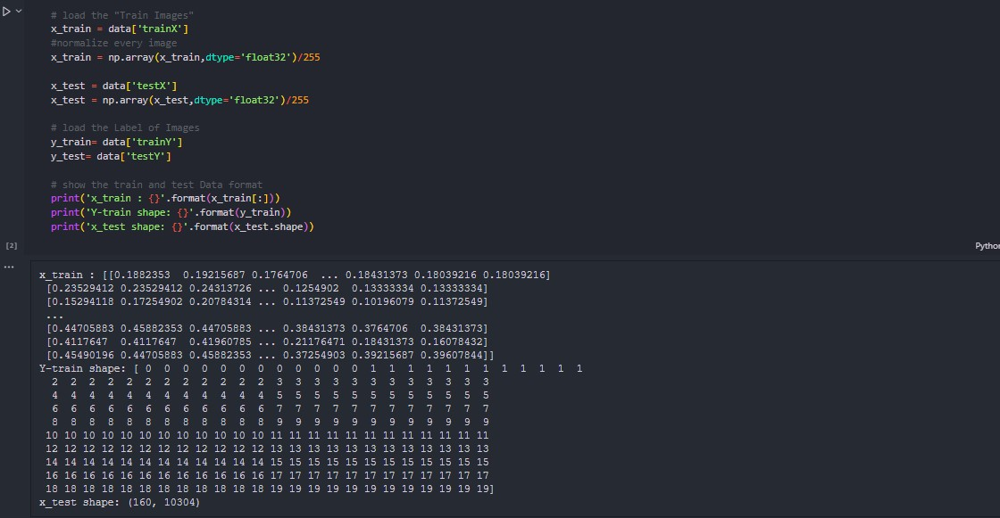 # load the "Train Images"
x_train = data['trainX']
#normalize every image
x_train = np.array(x_train,dtype='float32')/255
x_test = data['testX']
x_test = np.array(x_test,dtype='float32')/255
# load the Label of Images
y_train= data['trainY']
y_test= data['testY']
# show the train and test Data format
print('x_train : {}'.format(x_train[:]))
print('Y-train shape: {}'.format(y_train))
print('x_test shape: {}'.format(x_test.shape))
[2]
Pytho
...
x_train : [[0.1882353  0.19215687 0.1764706  ... 0.18431373 0.18039216 0.18039216]
[0.23529412 0.23529412 0.24313726 ... 0.1254902  0.13333334 0.13333334]
[0.15294118 0.17254902 0.20784314 ... 0.11372549 0.10196079 0.11372549]
...
[0.44705883 0.45882353 0.44705883 ... 0.38431373 0.3764706  0.38431373]
[0.4117647  0.4117647  0.41960785 ... 0.21176471 0.18431373 0.16078432]
[0.45490196 0.44705883 0.45882353 ... 0.37254903 0.39215687 0.39607844]]
Y-train shape: [ 0  0  0  0  0  0  0  0  0  0  0  0  1  1  1  1  1  1  1  1  1  1  1  1
2  2  2  2  2  2  2  2  2  2  2  2  3  3  3  3  3  3  3  3  3  3  3  3
4  4  4  4  4  4  4  4  4  4  4  4  5  5  5  5  5  5  5  5  5  5  5  5
6  6  6  6  6  6  6  6  6  6  6  6  7  7  7  7  7  7  7  7  7  7  7  7
8  8  8  8  8  8  8  8  8  8  8  8  9  9  9  9  9  9  9  9  9  9  9  9
10 10 10 10 10 10 10 10 10 10 10 10 11 11 11 11 11 11 11 11 11 11 11 11
12 12 12 12 12 12 12 12 12 12 12 12 13 13 13 13 13 13 13 13 13 13 13 13
14 14 14 14 14 14 14 14 14 14 14 14 15 15 15 15 15 15 15 15 15 15 15 15
16 16 16 16 16 16 16 16 16 16 16 16 17 17 17 17 17 17 17 17 17 17 17 17
18 18 18 18 18 18 18 18 18 18 18 18 19 19 19 19 19 19 19 19 19 19 19 19]
x_test shape: (160, 10304)